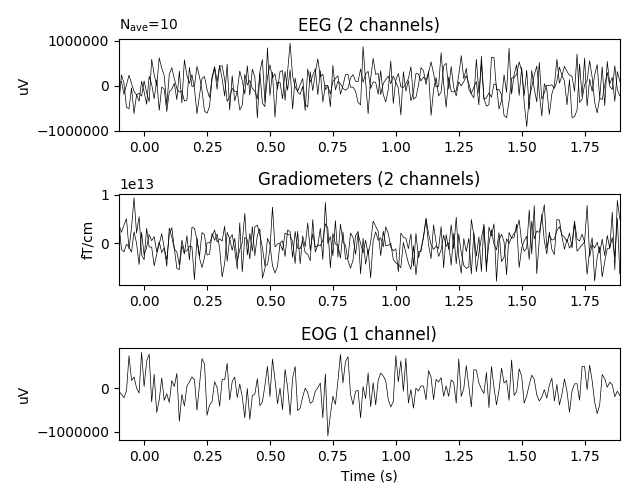 N_ave=10
EEG (2 channels)
1000000
0
−1000000
uV
0.00 0.25 0.50 0.75 1.00 1.25 1.50 1.75
1e13
Gradiometers (2 channels)
1
0
fT/cm
0.00 0.25 0.50 0.75 1.00 1.25 1.50 1.75
EOG (1 channel)
0
−1000000
uV
0.00 0.25 0.50 0.75 1.00 1.25 1.50 1.75
Time (s)